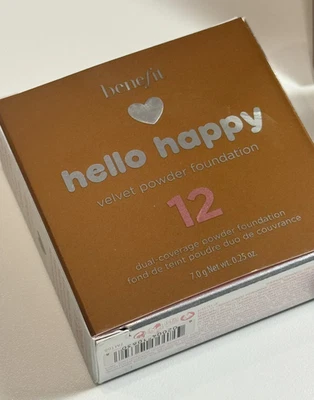 benefit
hello happy
velvet powder foundation
12
dual coverage powder foundation
fond de teint poudre duo de couvrance
7.0 g Net wt. 0.25 oz.